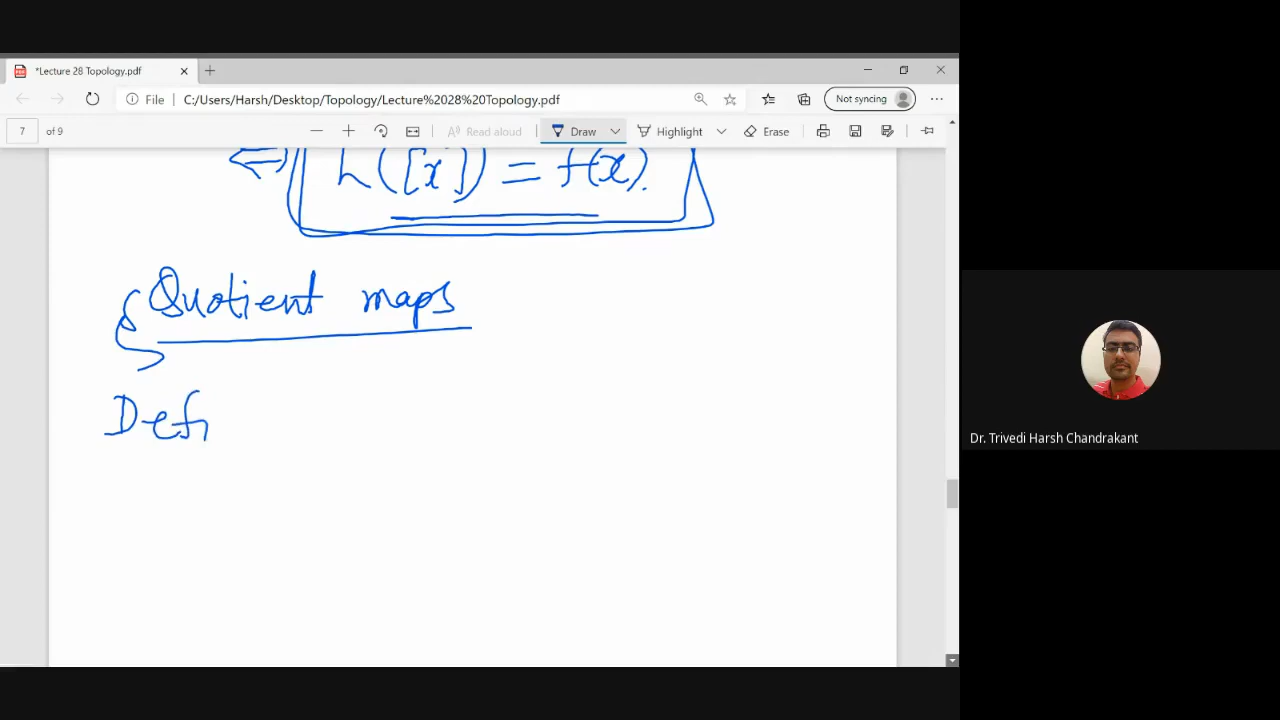 *Lecture 28 Topology.pdf
File | C:/Users/Harsh/Desktop/Topology/Lecture%2028%20Topology.pdf
Not syncing
7 of 9
Read aloud
Draw
Highlight
Erase
⇔ h([x]) = f(x).
Quotient maps
Defn
Dr. Trivedi Harsh Chandrakant